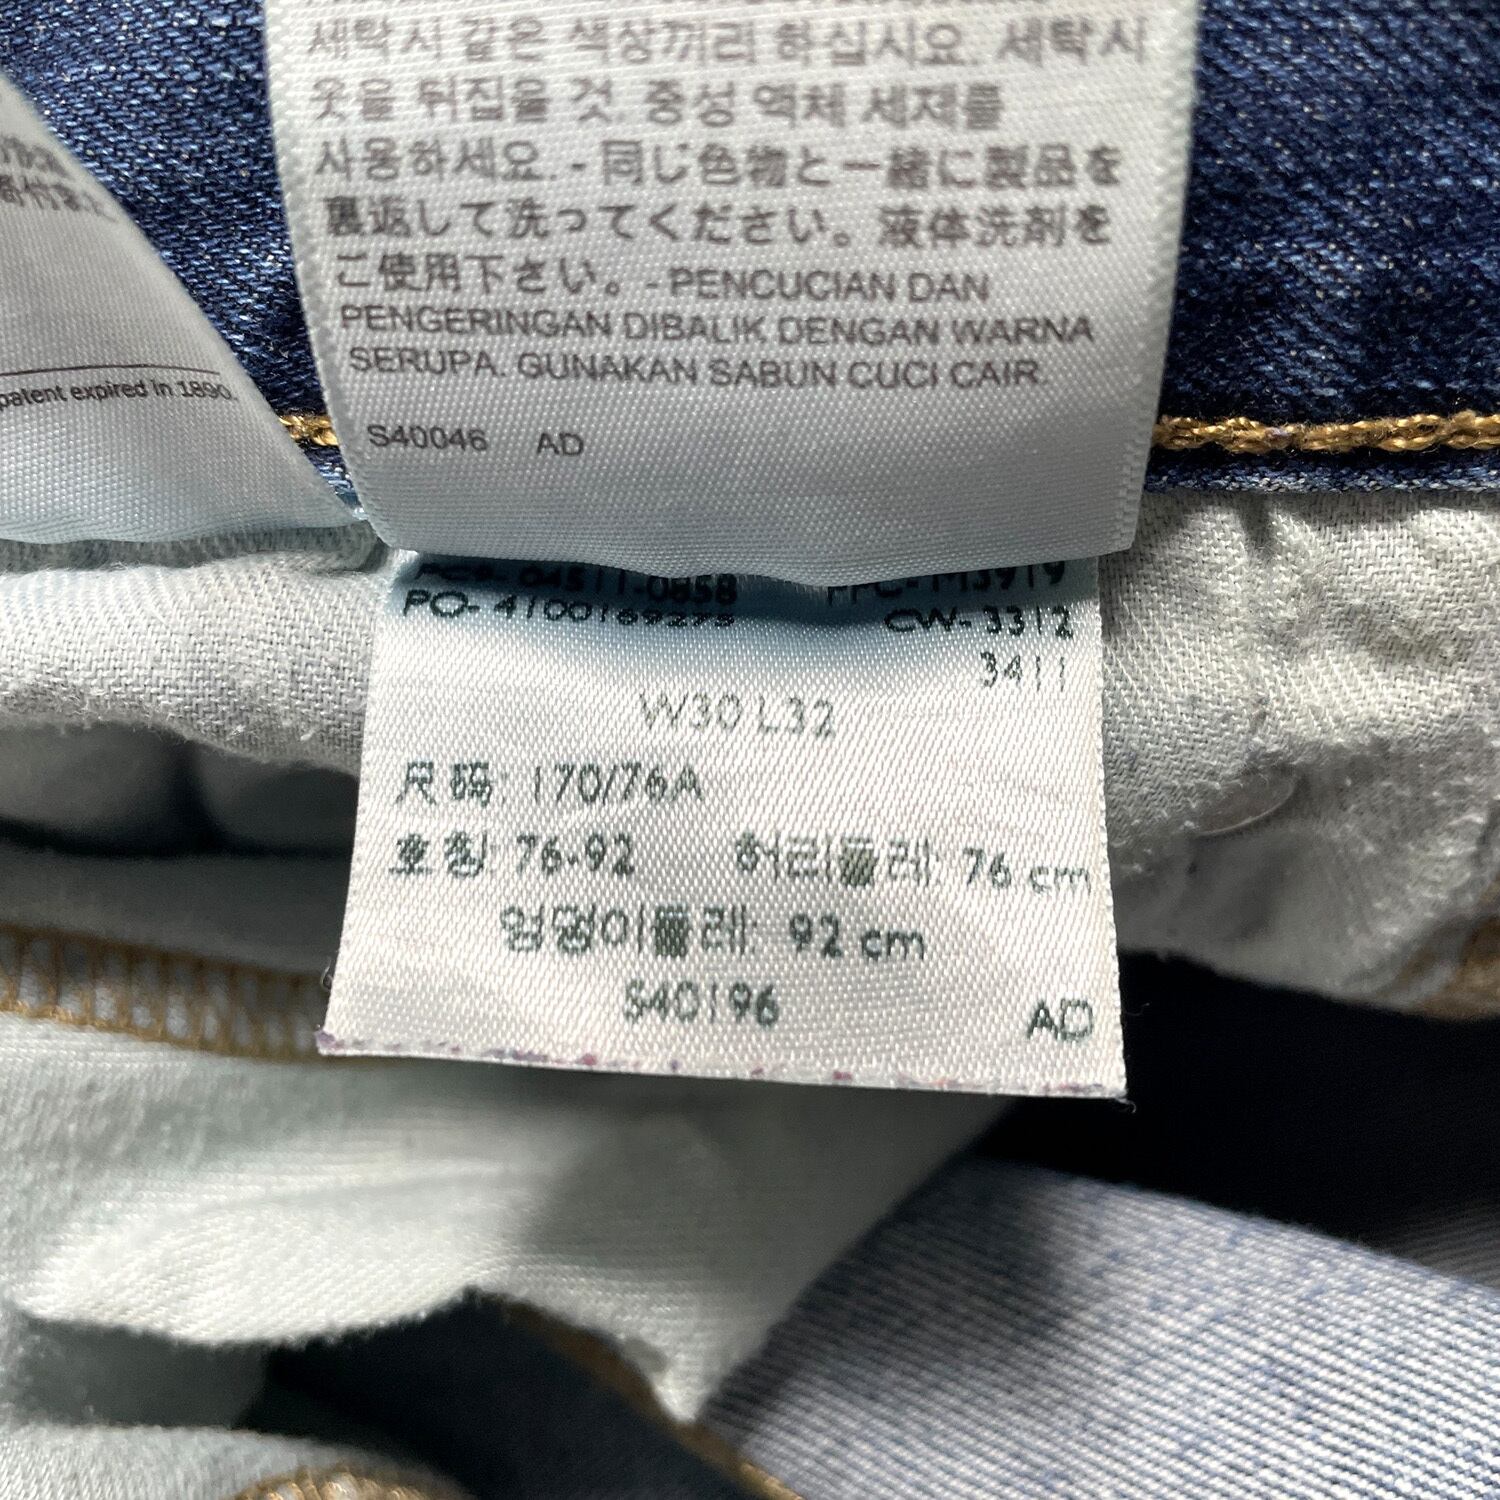 세탁시 같은 색상끼리 하십시요. 세탁시
옷을 뒤집을 것. 중성 액체 세제를
사용하세요. - 同じ色物と一緒に製品を
裏返して洗ってください。液体洗剤を
ご使用下さい。- PENCUCIAN DAN
PENGERINGAN DIBALIK DENGAN WARNA
SERUPA. GUNAKAN SABUN CUCI CAIR
S40046 AD
patent expired in 1890.
04511-0858 M3919
PO- 4100169275 CW- 3312
3411
W30 L32
尺码: 170/76A
호칭: 76-92 허리둘레: 76 cm
엉덩이둘레: 92 cm
S40196 AD